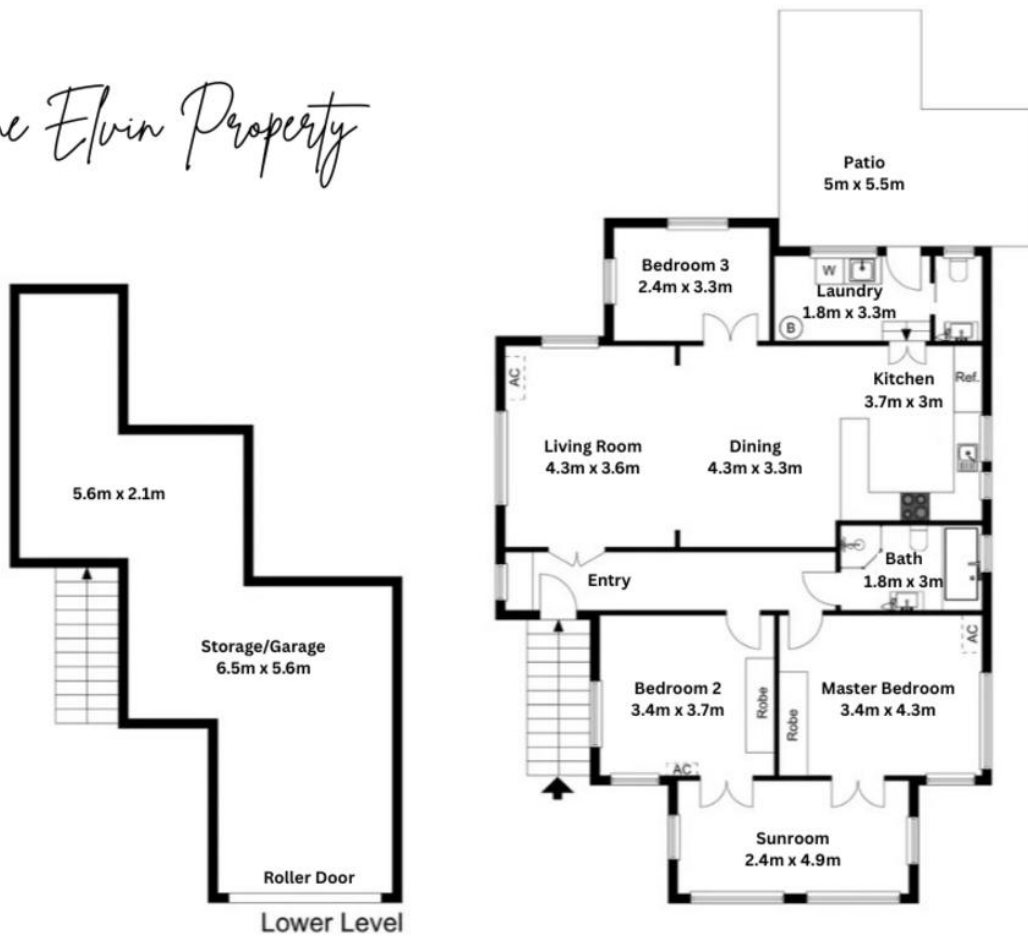 Elvin Property
Patio
5m x 5.5m
Bedroom 3
2.4m x 3.3m
W
Laundry
1.8m x 3.3m
B
AC
Kitchen
3.7m x 3m
Ref.
Living Room
4.3m x 3.6m
Dining
4.3m x 3.3m
5.6m x 2.1m
Bath
1.8m x 3m
Entry
AC
Storage/Garage
6.5m x 5.6m
Bedroom 2
3.4m x 3.7m
Robe
Robe
Master Bedroom
3.4m x 4.3m
AC
Sunroom
2.4m x 4.9m
Roller Door
Lower Level